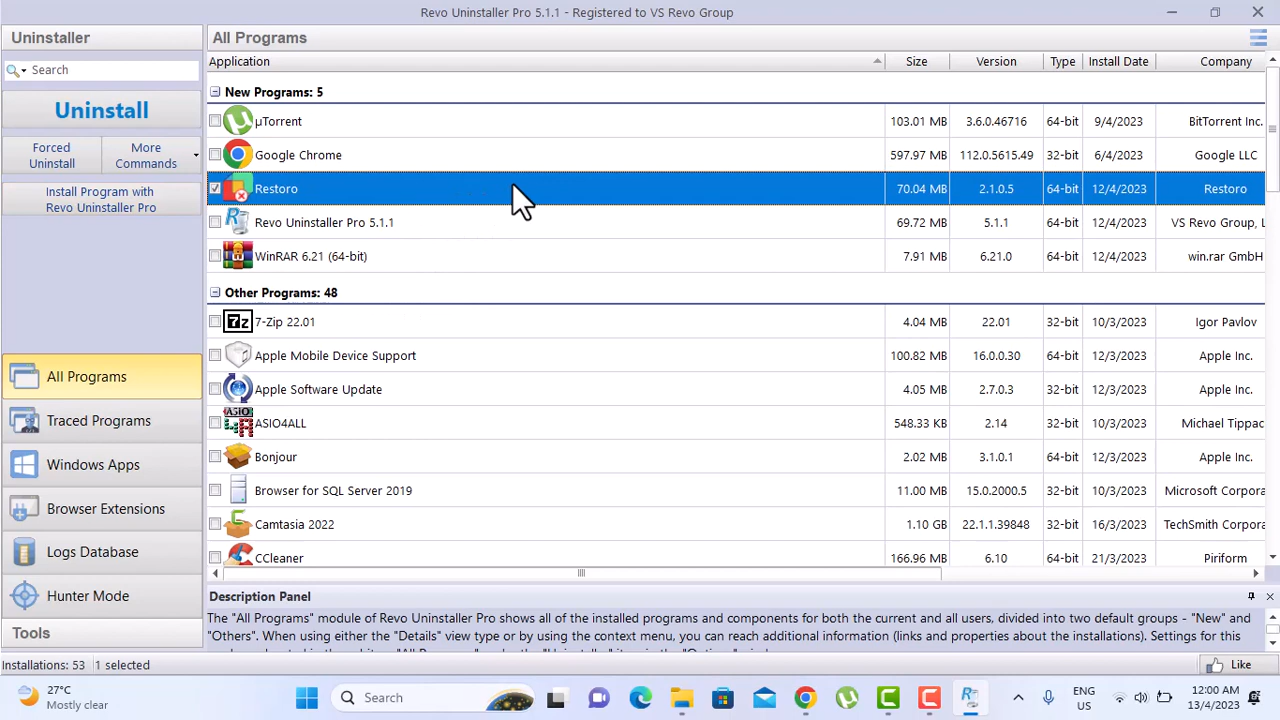 Revo Uninstaller Pro 5.1.1 - Registered to VS Revo Group
Uninstaller
Search
Uninstall
Forced Uninstall
More Commands
Install Program with
Revo Uninstaller Pro
All Programs
Traced Programs
Windows Apps
Browser Extensions
Logs Database
Hunter Mode
Tools
All Programs
Application Size Version Type Install Date Company
New Programs: 5
µTorrent 103.01 MB 3.6.0.46716 64-bit 9/4/2023 BitTorrent Inc.
Google Chrome 597.97 MB 112.0.5615.49 32-bit 6/4/2023 Google LLC
Restoro 70.04 MB 2.1.0.5 64-bit 12/4/2023 Restoro
Revo Uninstaller Pro 5.1.1 69.72 MB 5.1.1 64-bit 12/4/2023 VS Revo Group, L
WinRAR 6.21 (64-bit) 7.91 MB 6.21.0 64-bit 12/4/2023 win.rar GmbH
Other Programs: 48
7z 7-Zip 22.01 4.04 MB 22.01 32-bit 10/3/2023 Igor Pavlov
Apple Mobile Device Support 100.82 MB 16.0.0.30 64-bit 12/3/2023 Apple Inc.
Apple Software Update 4.05 MB 2.7.0.3 32-bit 12/3/2023 Apple Inc.
ASIO4ALL 548.33 KB 2.14 32-bit 10/3/2023 Michael Tippac
Bonjour 2.02 MB 3.1.0.1 64-bit 12/3/2023 Apple Inc.
Browser for SQL Server 2019 11.00 MB 15.0.2000.5 32-bit 10/3/2023 Microsoft Corpora
Camtasia 2022 1.10 GB 22.1.1.39848 64-bit 16/3/2023 TechSmith Corpora
CCleaner 166.96 MB 6.10 64-bit 21/3/2023 Piriform
Description Panel
The "All Programs" module of Revo Uninstaller Pro shows all of the installed programs and components for both the current and all users, divided into two default groups - "New" and
"Others". When using either the "Details" view type or by using the context menu, you can reach additional information (links and properties about the installations). Settings for this
Installations: 53 1 selected
Like
27°C
Mostly clear
Search
ENG
US
12:00 AM
13/4/2023